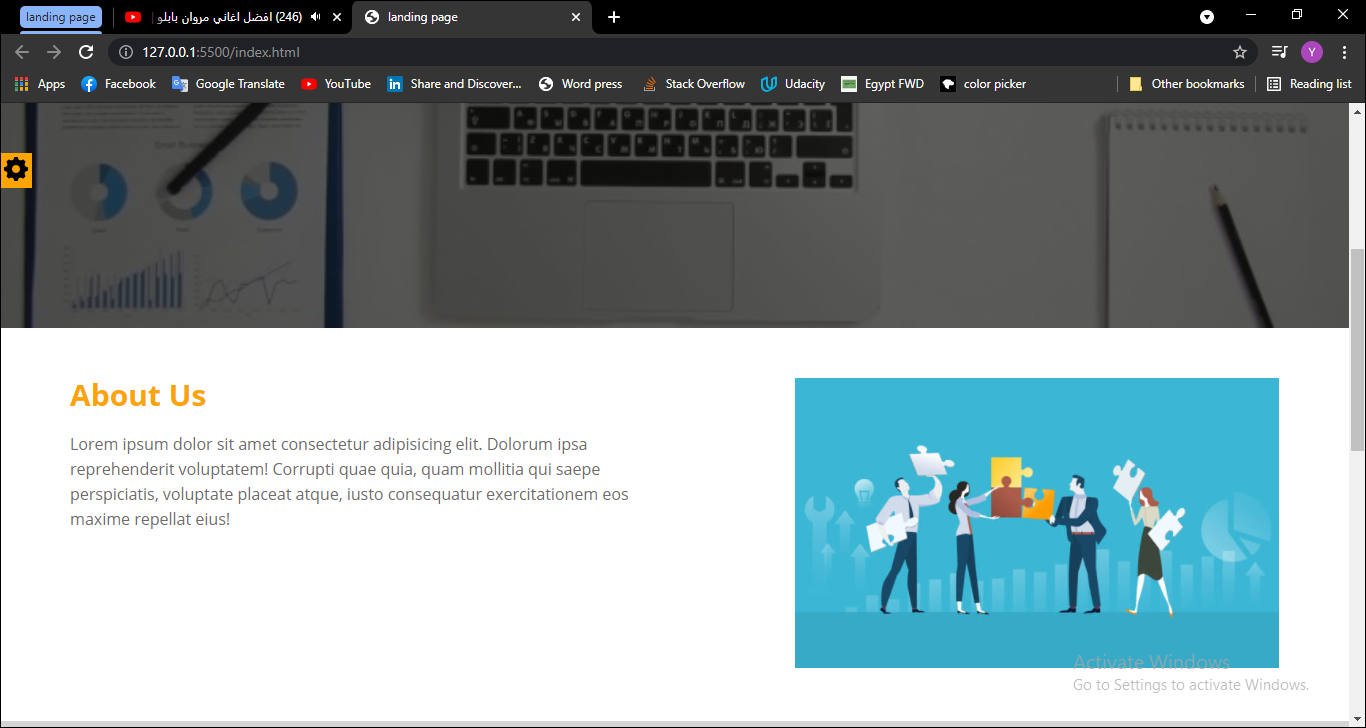 landing page
(246) افضل اغاني مروان بابلو |
landing page
127.0.0.1:5500/index.html
Y
Apps
Facebook
Google Translate
YouTube
Share and Discover...
Word press
Stack Overflow
Udacity
Egypt FWD
color picker
Other bookmarks
Reading list
About Us
Lorem ipsum dolor sit amet consectetur adipisicing elit. Dolorum ipsa
reprehenderit voluptatem! Corrupti quae quia, quam mollitia qui saepe
perspiciatis, voluptate placeat atque, iusto consequatur exercitationem eos
maxime repellat eius!
Activate Windows
Go to Settings to activate Windows.